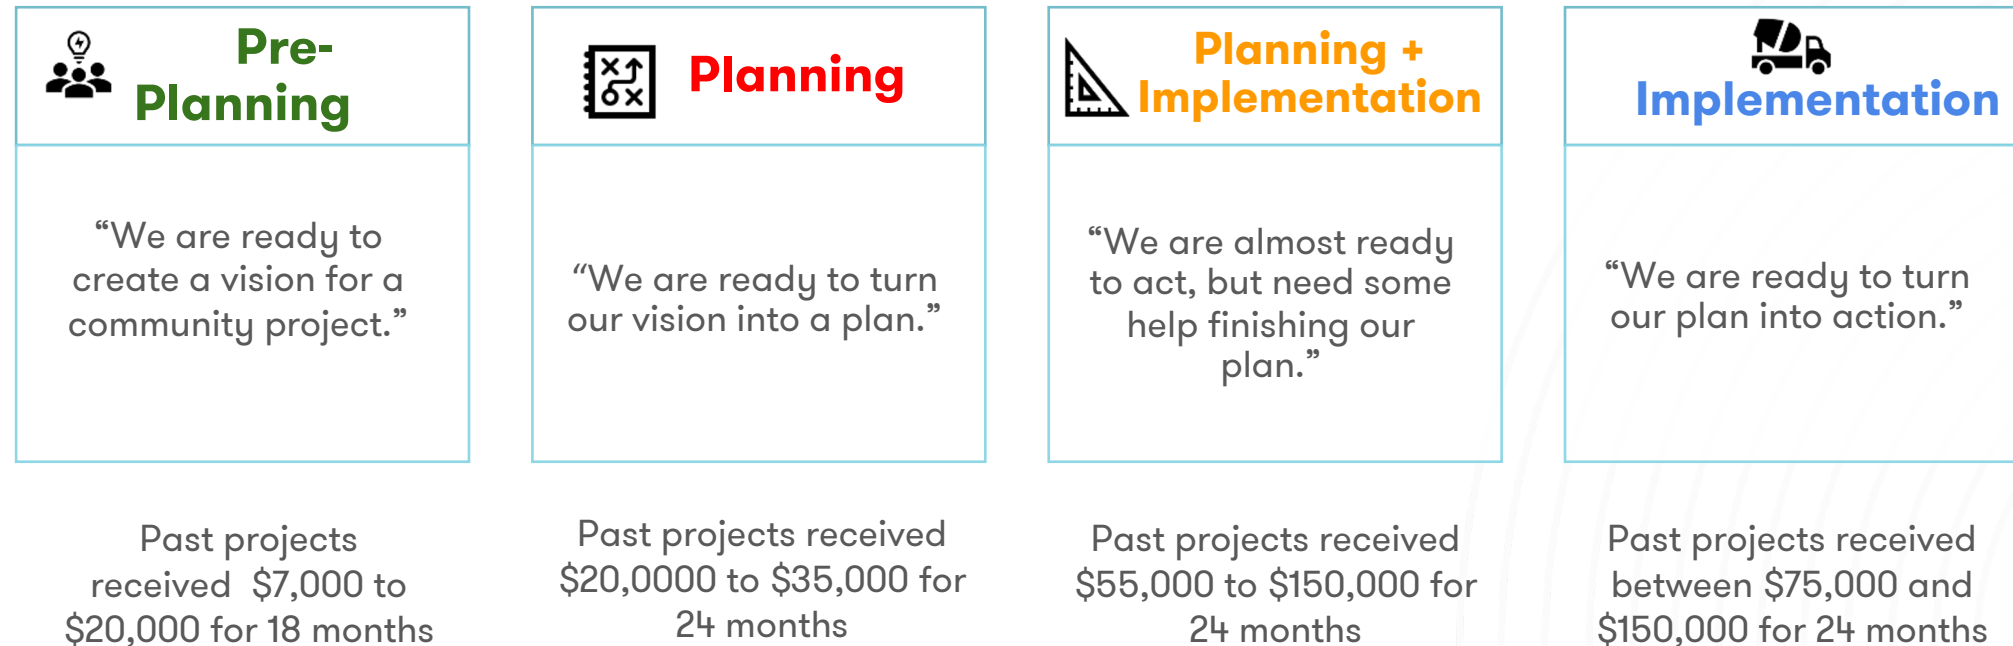 Pre-
Planning
“We are ready to
create a vision for a
community project.”
Past projects
received $7,000 to
$20,000 for 18 months
Planning
“We are ready to turn
our vision into a plan.”
Past projects received
$20,0000 to $35,000 for
24 months
Planning +
Implementation
“We are almost ready
to act, but need some
help finishing our
plan.”
Past projects received
$55,000 to $150,000 for
24 months
Implementation
“We are ready to turn
our plan into action.”
Past projects received
between $75,000 and
$150,000 for 24 months